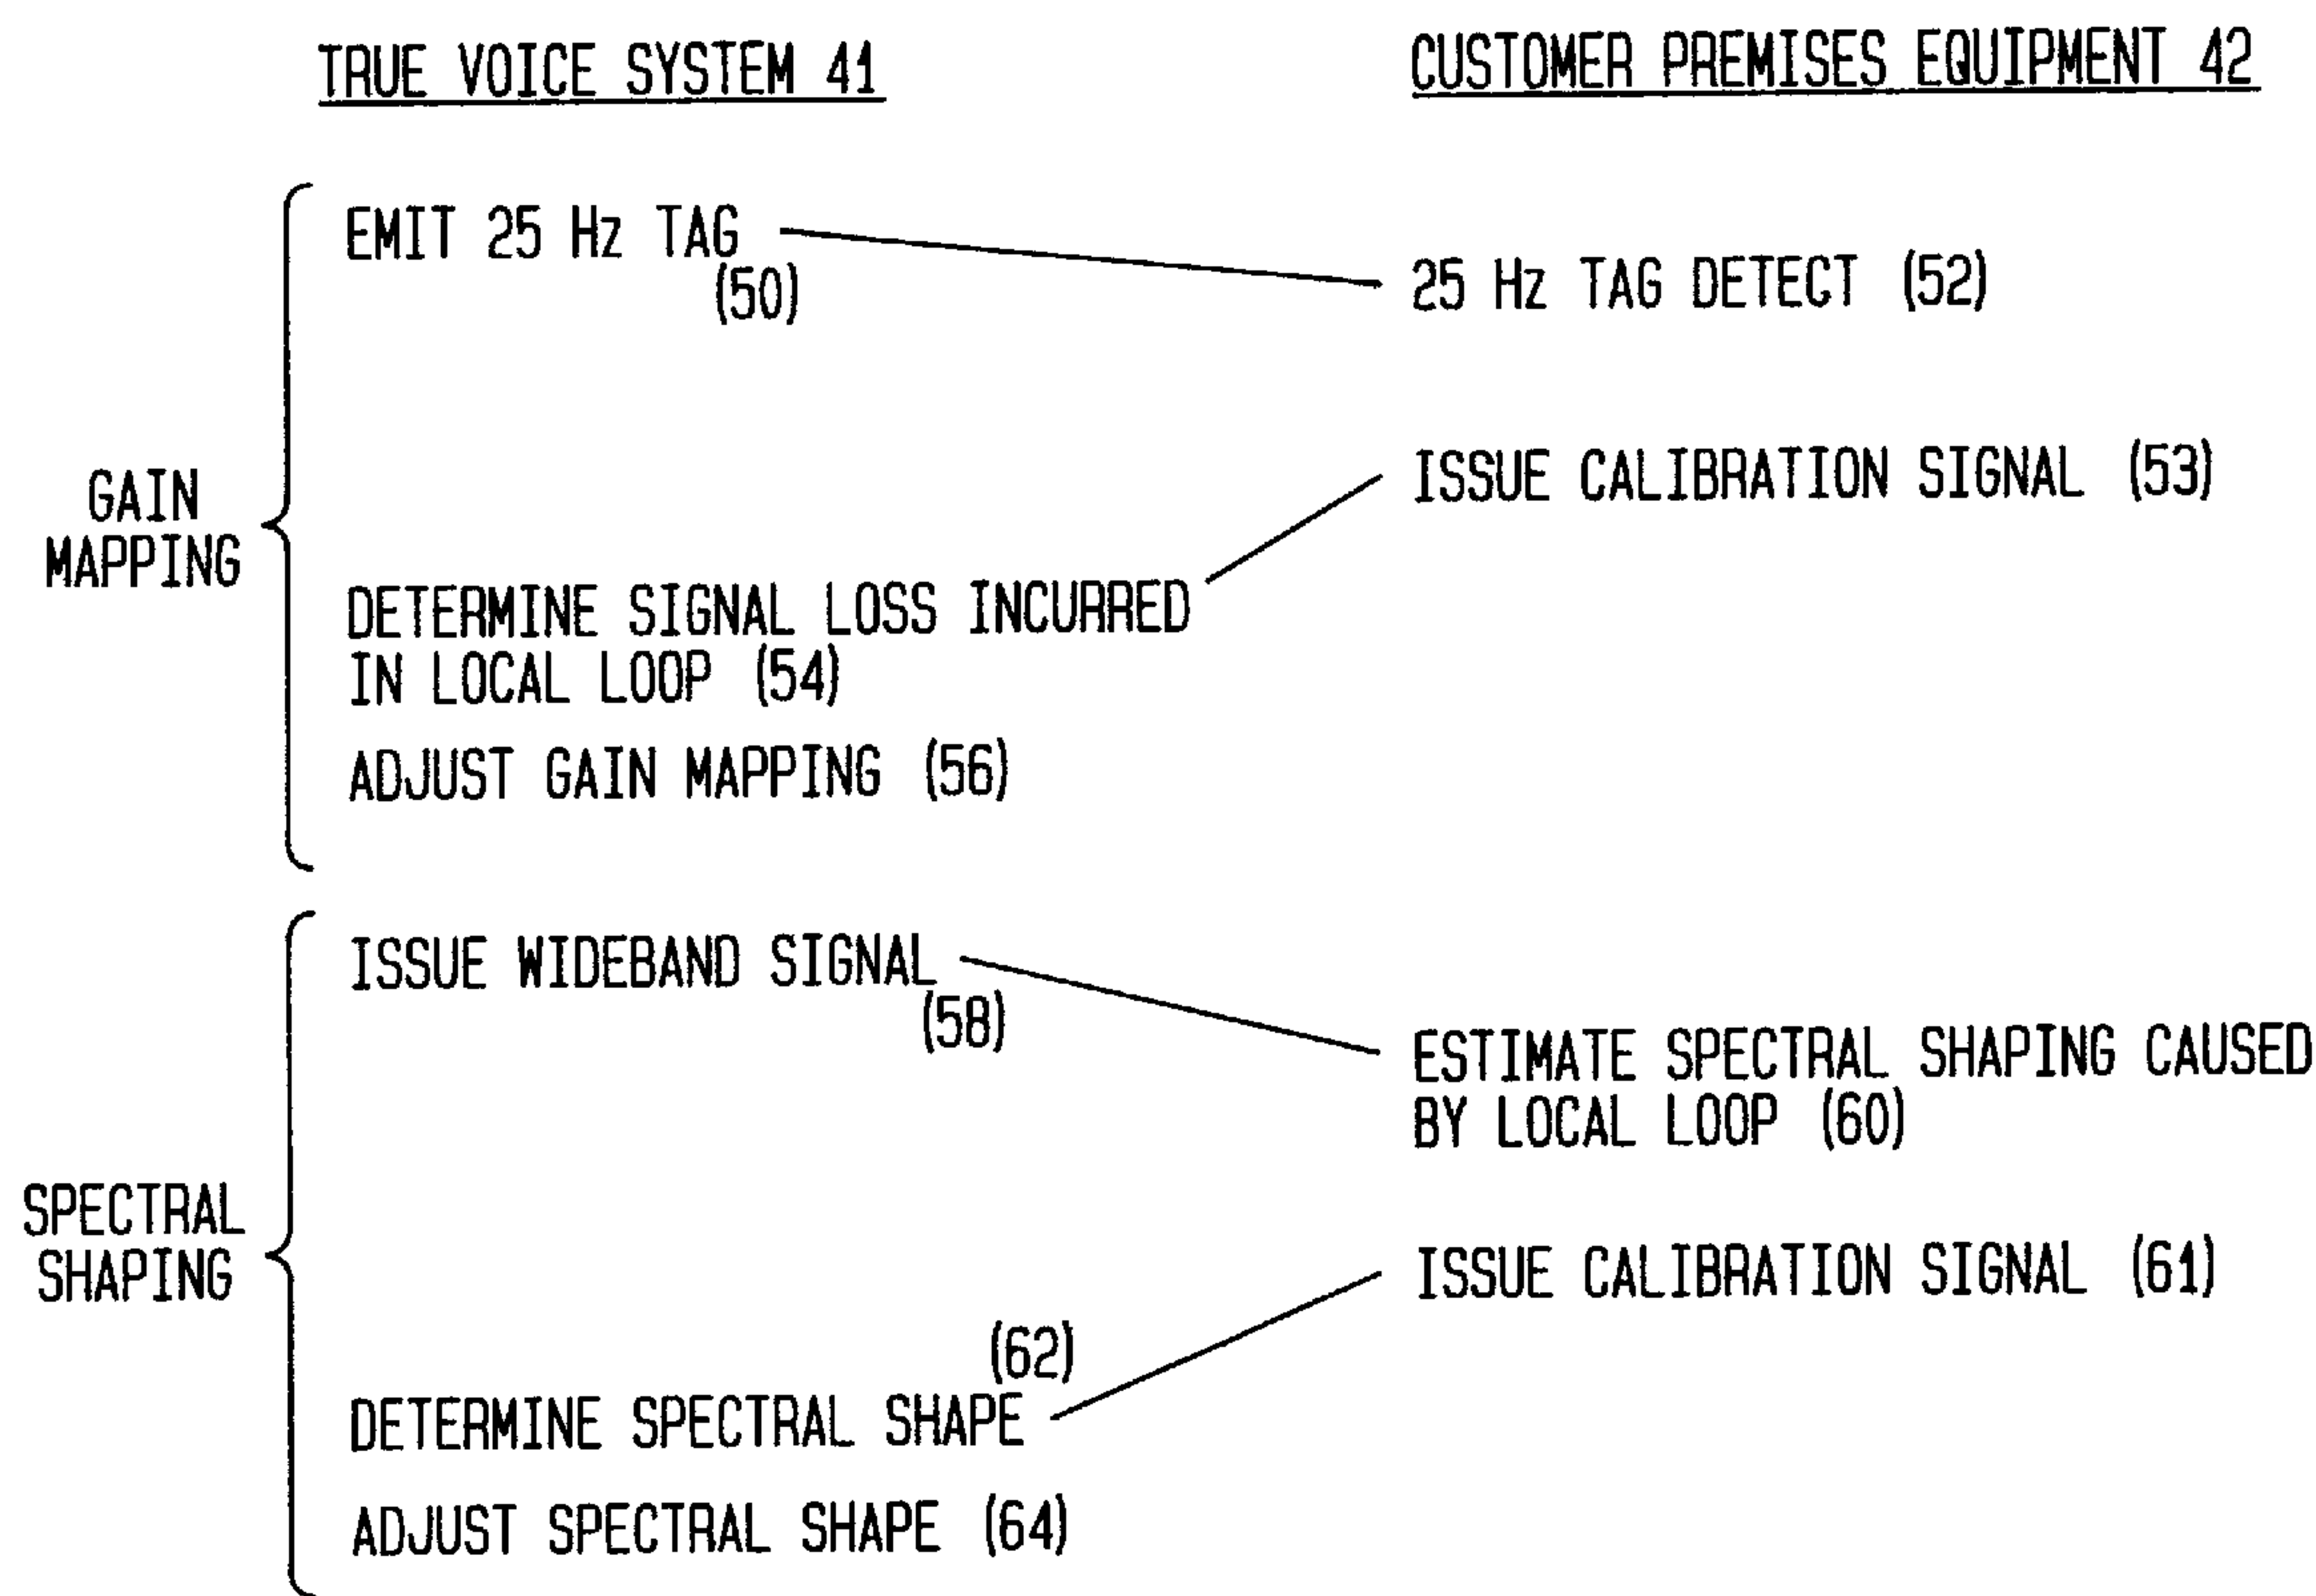 TRUE VOICE SYSTEM 41
CUSTOMER PREMISES EQUIPMENT 42
GAIN
MAPPING
EMIT 25 Hz TAG
(50)
25 Hz TAG DETECT (52)
ISSUE CALIBRATION SIGNAL (53)
DETERMINE SIGNAL LOSS INCURRED
IN LOCAL LOOP (54)
ADJUST GAIN MAPPING (56)
SPECTRAL
SHAPING
ISSUE WIDEBAND SIGNAL
(58)
ESTIMATE SPECTRAL SHAPING CAUSED
BY LOCAL LOOP (60)
ISSUE CALIBRATION SIGNAL (61)
(62)
DETERMINE SPECTRAL SHAPE
ADJUST SPECTRAL SHAPE (64)